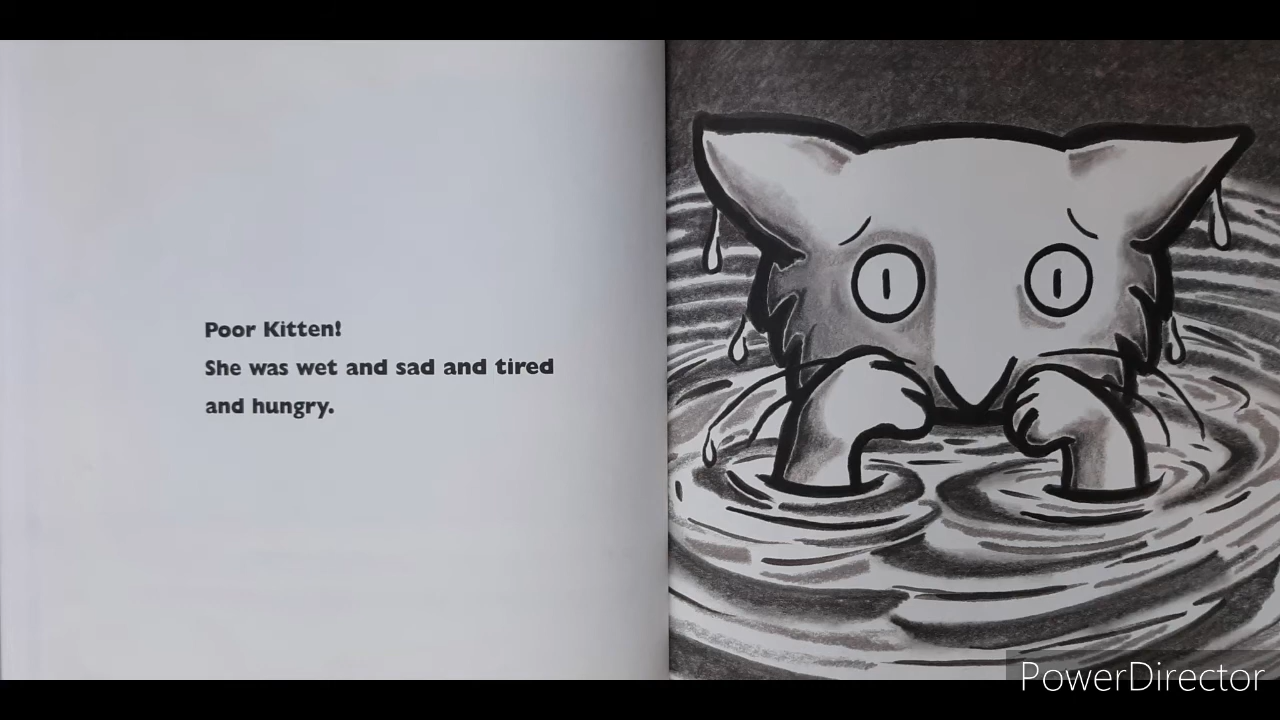 Poor Kitten!
She was wet and sad and tired
and hungry.
PowerDirector